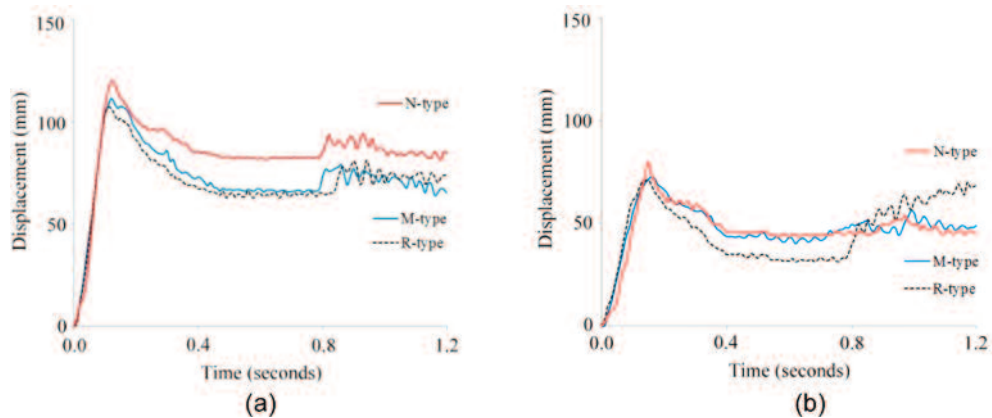 150
100
50
0
Displacement (mm)
N-type
M-type
R-type
0.0
0.4
0.8
1.2
Time (seconds)
(a)
150
100
50
0
Displacement (mm)
N-type
M-type
R-type
0.0
0.4
0.8
1.2
Time (seconds)
(b)